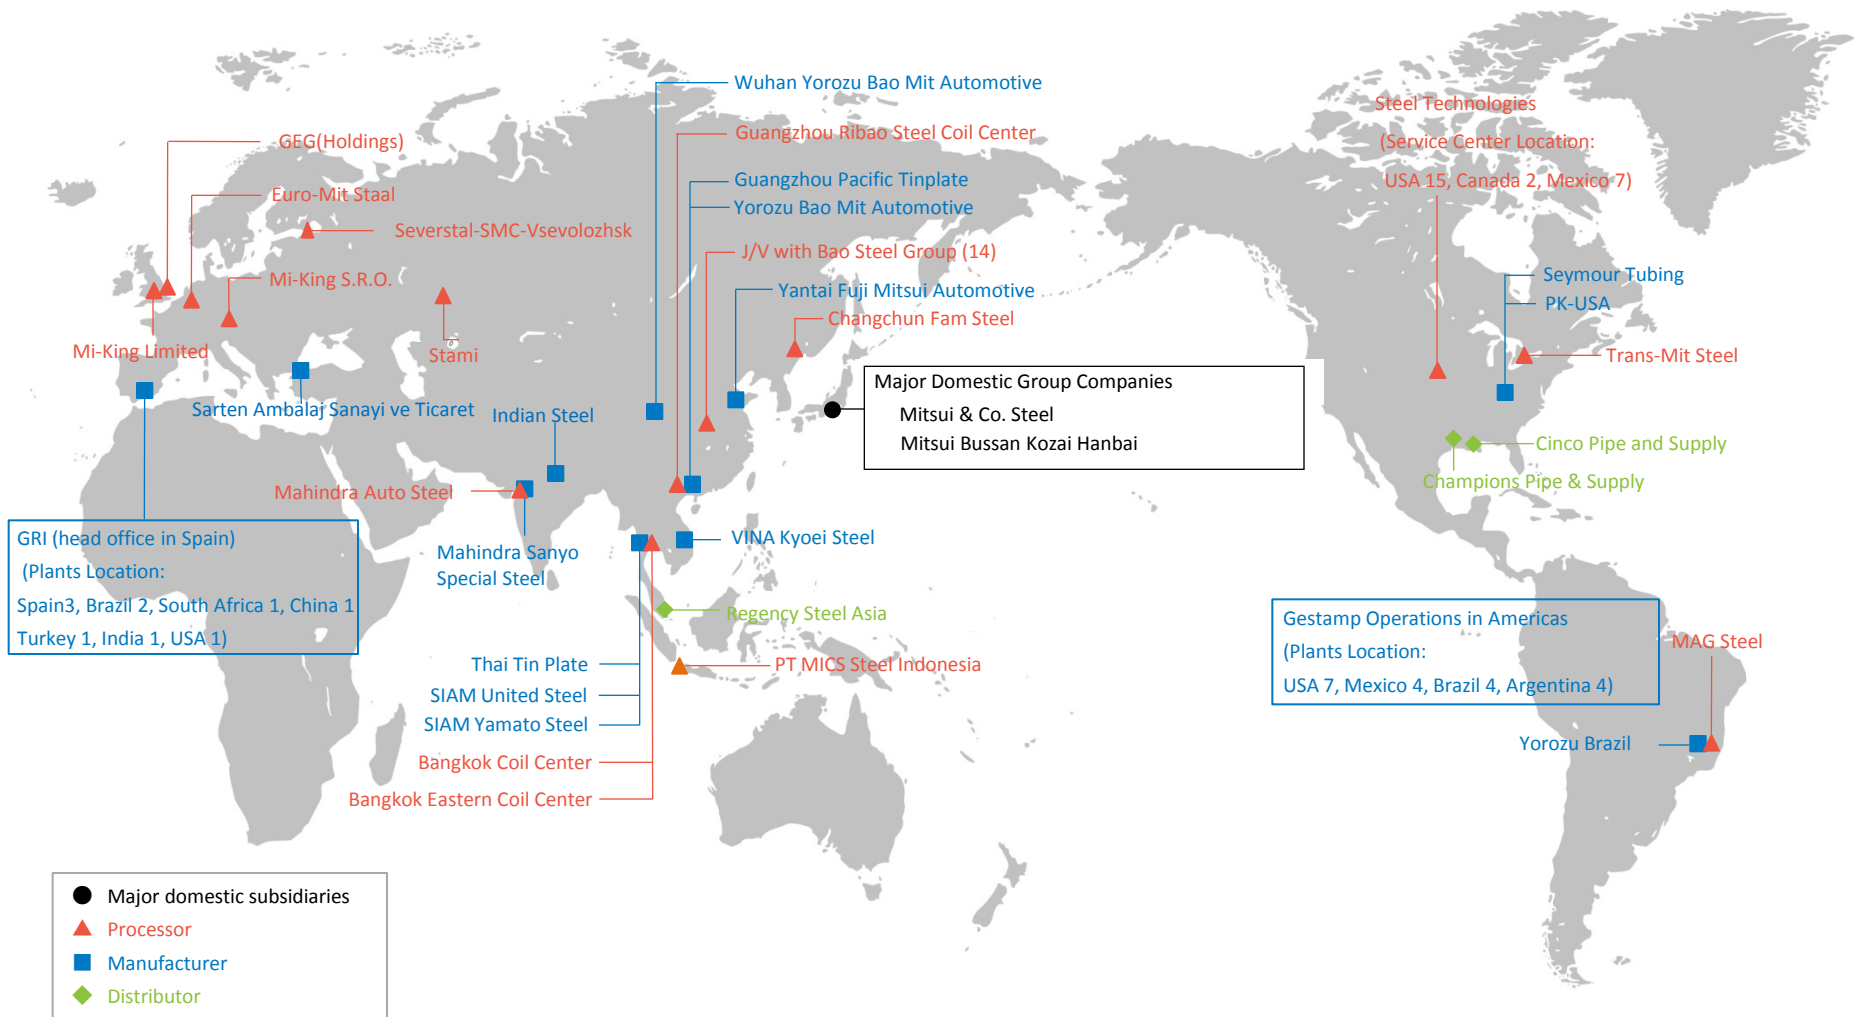 Wuhan Yorozu Bao Mit Automotive
Steel Technologies
(Service Center Location:
USA 15, Canada 2, Mexico 7)
GEG(Holdings)
Guangzhou Ribao Steel Coil Center
Euro-Mit Staal
Guangzhou Pacific Tinplate
Yorozu Bao Mit Automotive
Severstal-SMC-Vsevolozhsk
J/V with Bao Steel Group (14)
Mi-King S.R.O.
Seymour Tubing
PK-USA
Yantai Fuji Mitsui Automotive
Changchun Fam Steel
Mi-King Limited
Stami
Trans-Mit Steel
Major Domestic Group Companies
Mitsui & Co. Steel
Mitsui Bussan Kozai Hanbai
Sarten Ambalaj Sanayi ve Ticaret
Indian Steel
Cinco Pipe and Supply
Champions Pipe & Supply
Mahindra Auto Steel
GRI (head office in Spain)
(Plants Location:
Spain3, Brazil 2, South Africa 1, China 1
Turkey 1, India 1, USA 1)
Mahindra Sanyo
Special Steel
VINA Kyoei Steel
Regency Steel Asia
Gestamp Operations in Americas
(Plants Location:
USA 7, Mexico 4, Brazil 4, Argentina 4)
MAG Steel
Thai Tin Plate
PT MICS Steel Indonesia
SIAM United Steel
SIAM Yamato Steel
Yorozu Brazil
Bangkok Coil Center
Bangkok Eastern Coil Center
Major domestic subsidiaries
Processor
Manufacturer
Distributor